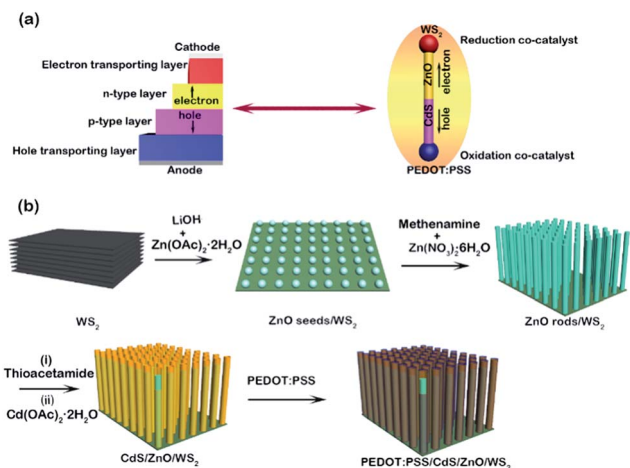 (a)
Cathode
Electron transporting layer
n-type layer
electron
p-type layer
hole
Hole transporting layer
Anode
WS2
Reduction co-catalyst
ZnO
electron
CdS
hole
Oxidation co-catalyst
PEDOT:PSS
(b)
LiOH
+
Zn(OAc)2·2H2O
Methenamine
+
Zn(NO3)2·6H2O
WS2
ZnO seeds/WS2
ZnO rods/WS2
(i)
Thioacetamide
(ii)
Cd(OAc)2·2H2O
PEDOT:PSS
CdS/ZnO/WS2
PEDOT:PSS/CdS/ZnO/WS2